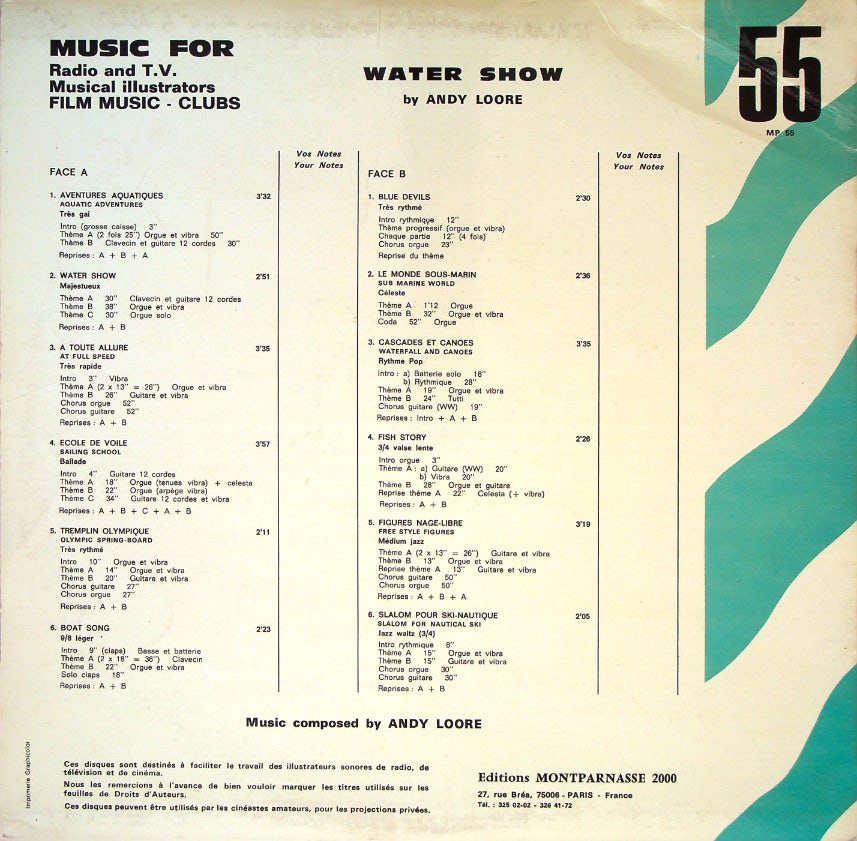 MUSIC FOR
Radio and T.V.
Musical illustrators
FILM MUSIC - CLUBS
WATER SHOW
by ANDY LOORE
55
MP 55
Vos Notes
Your Notes
FACE A
1. AVENTURES AQUATIQUES 3'32
AQUATIC ADVENTURES
Très gai
Intro (grosse caisse) 3"
Thème A (2 fois 25") Orgue et vibra 50"
Thème B Clavecin et guitare 12 cordes 30"
Reprises : A + B + A
2. WATER SHOW 2'51
Majestueux
Thème A 30" Clavecin et guitare 12 cordes
Thème B 38" Orgue et vibra
Thème C 30" Orgue solo
Reprises : A + B
3. A TOUTE ALLURE 3'35
AT FULL SPEED
Très rapide
Intro 3" Vibra
Thème A (2 x 13" = 26") Orgue et vibra
Thème B 26" Guitare et vibra
Chorus orgue 52"
Chorus guitare 52"
Reprises : A + B
4. ECOLE DE VOILE 3'57
SAILING SCHOOL
Ballade
Intro 4" Guitare 12 cordes
Thème A 18" Orgue (tenues vibra) + celesta
Thème B 22" Orgue (arpège vibra)
Thème C 34" Guitare 12 cordes et vibra
Reprises : A + B + C + A + B
5. TREMPLIN OLYMPIQUE 2'11
OLYMPIC SPRING-BOARD
Très rythmé
Intro 10" Orgue et vibra
Thème A 14" Orgue et vibra
Thème B 20" Guitare et vibra
Chorus guitare 27"
Chorus orgue 27"
Reprises : A + B
6. BOAT SONG 2'23
9/8 léger
Intro 9" (claps) Basse et batterie
Thème A (2 x 18" = 36") Clavecin
Thème B 22" Orgue et vibra
Solo claps 18"
Reprises : A + B
Vos Notes
Your Notes
FACE B
1. BLUE DEVILS 2'30
Très rythmé
Intro rythmique 12"
Thème progressif (orgue et vibra)
Chaque partie 12" (4 fois)
Chorus orgue 23"
Reprise du thème
2. LE MONDE SOUS-MARIN 2'36
SUB MARINE WORLD
Céleste
Thème A 1'12 Orgue
Thème B 32" Orgue et vibra
Coda 52" Orgue
3. CASCADES ET CANOES 3'35
WATERFALL AND CANOES
Rythme Pop
Intro : a) Batterie solo 18"
b) Rythmique 28"
Thème A 19" Orgue et vibra
Thème B 24" Tutti
Chorus guitare (WW) 19"
Reprises : Intro + A + B
4. FISH STORY 2'26
3/4 valse lente
Intro orgue 3"
Thème A : a) Guitare (WW) 20"
b) Vibra 20"
Thème B 28" Orgue et guitare
Reprise thème A 22" Celesta (+ vibra)
Reprises : A + B
5. FIGURES NAGE-LIBRE 3'19
FREE STYLE FIGURES
Médium jazz
Thème A (2 x 13" = 26") Guitare et vibra
Thème B 13" Orgue et vibra
Reprise thème A 13" Guitare et vibra
Chorus guitare 50"
Chorus orgue 50"
Reprises : A + B + A
6. SLALOM POUR SKI-NAUTIQUE 2'05
SLALOM FOR NAUTICAL SKI
Jazz waltz (3/4)
Intro rythmique 8"
Thème A 15" Orgue et vibra
Thème B 15" Guitare et vibra
Chorus orgue 30"
Chorus guitare 30"
Reprises : A + B
Music composed by ANDY LOORE
Ces disques sont destinés à faciliter le travail des illustrateurs sonores de radio, de
télévision et de cinéma.
Nous les remercions à l'avance de bien vouloir marquer les titres utilisés sur les
feuilles de Droits d'Auteurs.
Ces disques peuvent être utilisés par les cinéastes amateurs, pour les projections privées.
Editions MONTPARNASSE 2000
27, rue Bréa, 75006 - PARIS - France
Tél. : 325 02-02 - 326 41-72
Imprimerie Graphicolor